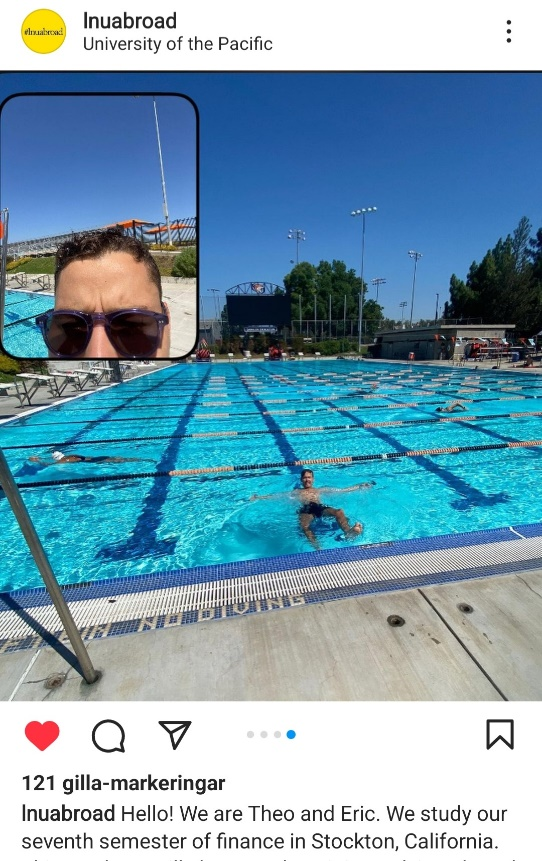 #lnuabroad
lnuabroad
University of the Pacific
NO DIVING
121 gilla-markeringar
lnuabroad Hello! We are Theo and Eric. We study our
seventh semester of finance in Stockton, California.